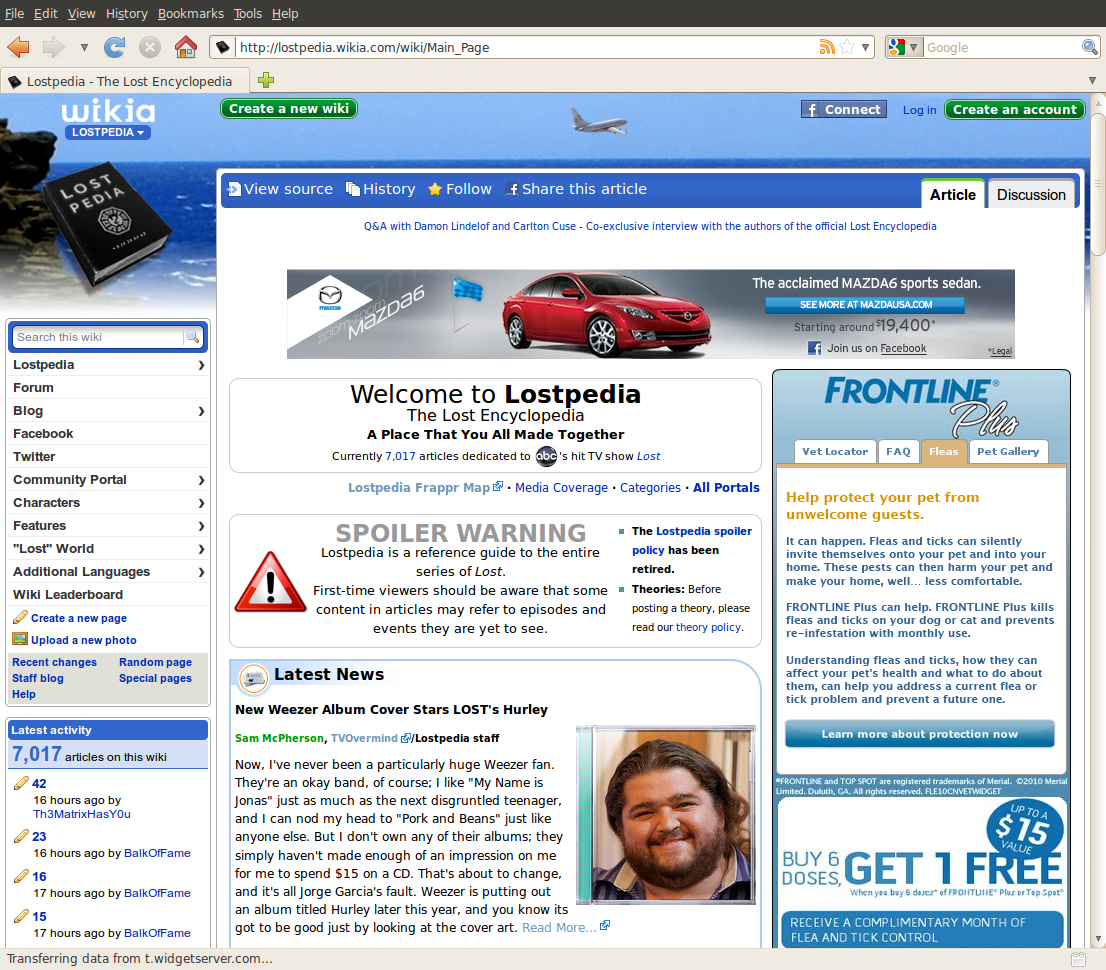 File Edit View History Bookmarks Tools Help
http://lostpedia.wikia.com/wiki/Main_Page
Google
Lostpedia - The Lost Encyclopedia
wikia
LOSTPEDIA
Create a new wiki
Connect
Log in
Create an account
LOST
PEDIA
View source History Follow Share this article
Article Discussion
Q&A with Damon Lindelof and Carlton Cuse - Co-exclusive interview with the authors of the official Lost Encyclopedia
mazda
zoom-zoom
MAZDA6
The acclaimed MAZDA6 sports sedan.
SEE MORE AT MAZDAUSA.COM
Starting around $19,400*
Join us on Facebook
*Legal
Search this wiki
Lostpedia
Forum
Blog
Facebook
Twitter
Community Portal
Characters
Features
"Lost" World
Additional Languages
Wiki Leaderboard
Create a new page
Upload a new photo
Recent changes Random page
Staff blog Special pages
Help
Latest activity
7,017 articles on this wiki
42
16 hours ago by
Th3MatrixHasY0u
23
16 hours ago by BalkOfFame
16
17 hours ago by BalkOfFame
15
17 hours ago by BalkOfFame
Welcome to Lostpedia
The Lost Encyclopedia
A Place That You All Made Together
Currently 7,017 articles dedicated to abc's hit TV show Lost
Lostpedia Frappr Map · Media Coverage · Categories · All Portals
SPOILER WARNING
Lostpedia is a reference guide to the entire
series of Lost.
First-time viewers should be aware that some
content in articles may refer to episodes and
events they are yet to see.
The Lostpedia spoiler
policy has been
retired.
Theories: Before
posting a theory, please
read our theory policy.
Latest News
New Weezer Album Cover Stars LOST's Hurley
Sam McPherson, TVOvermind/Lostpedia staff
Now, I've never been a particularly huge Weezer fan.
They're an okay band, of course; I like "My Name is
Jonas" just as much as the next disgruntled teenager,
and I can nod my head to "Pork and Beans" just like
anyone else. But I don't own any of their albums; they
simply haven't made enough of an impression on me
for me to spend $15 on a CD. That's about to change,
and it's all Jorge Garcia's fault. Weezer is putting out
an album titled Hurley later this year, and you know its
got to be good just by looking at the cover art. Read More...
FRONTLINE®
Plus
Vet Locator FAQ Fleas Pet Gallery
Help protect your pet from
unwelcome guests.
It can happen. Fleas and ticks can silently
invite themselves onto your pet and into your
home. These pests can then harm your pet and
make your home, well... less comfortable.
FRONTLINE Plus can help. FRONTLINE Plus kills
fleas and ticks on your dog or cat and prevents
re-infestation with monthly use.
Understanding fleas and ticks, how they can
affect your pet's health and what to do about
them, can help you address a current flea or
tick problem and prevent a future one.
Learn more about protection now
®FRONTLINE and TOP SPOT are registered trademarks of Merial. ©2010 Merial
Limited. Duluth, GA. All rights reserved. FLE10CNVETWIDGET
UP TO A
$15
VALUE
BUY 6
DOSES,
GET 1 FREE
When you buy 6 doses* of FRONTLINE® Plus or Top Spot®
RECEIVE A COMPLIMENTARY MONTH OF
FLEA AND TICK CONTROL
Transferring data from t.widgetserver.com...